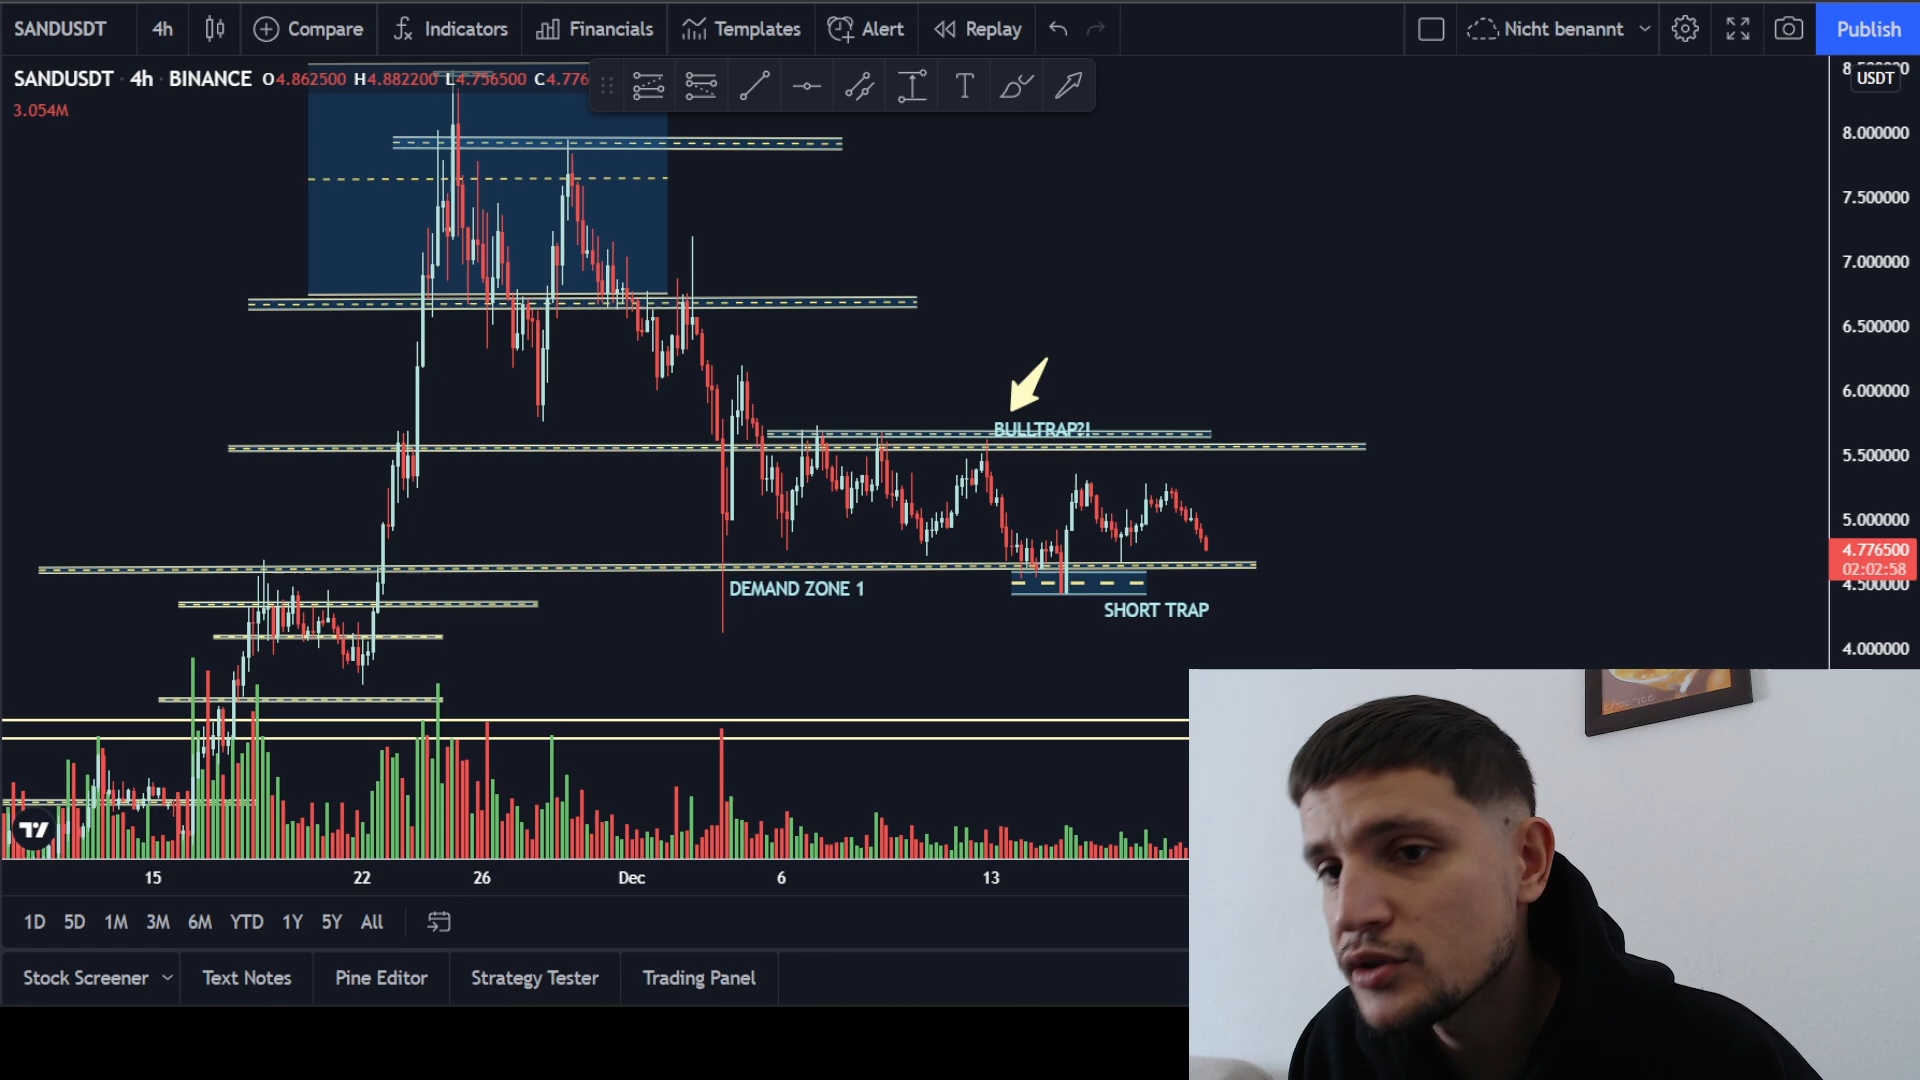 SANDUSDT 4h Compare Indicators Financials Templates Alert Replay Nicht benannt Publish
SANDUSDT · 4h · BINANCE O4.862500 H4.882200 L4.756500 C4.776
3.054M
USDT
8.000000
7.500000
7.000000
6.500000
6.000000
BULLTRAP?!
5.500000
5.000000
4.776500
02:02:58
4.500000
DEMAND ZONE 1
SHORT TRAP
4.000000
15 22 26 Dec 6 13
1D 5D 1M 3M 6M YTD 1Y 5Y All
Stock Screener Text Notes Pine Editor Strategy Tester Trading Panel